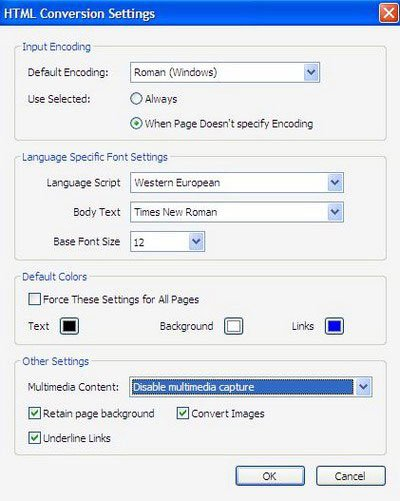 HTML Conversion Settings
Input Encoding
Default Encoding: Roman (Windows)
Use Selected: Always
When Page Doesn't specify Encoding
Language Specific Font Settings
Language Script Western European
Body Text Times New Roman
Base Font Size 12
Default Colors
Force These Settings for All Pages
Text Background Links
Other Settings
Multimedia Content: Disable multimedia capture
Retain page background Convert Images
Underline Links
OK Cancel